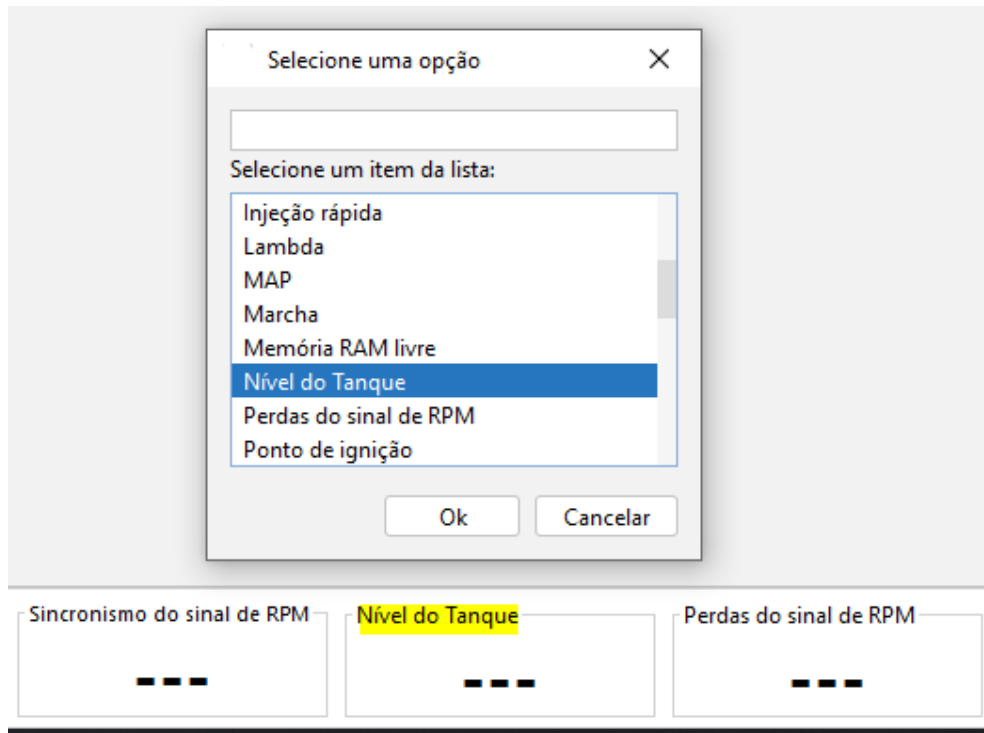 Selecione uma opção
Selecione um item da lista:
Injeção rápida
Lambda
MAP
Marcha
Memória RAM livre
Nível do Tanque
Perdas do sinal de RPM
Ponto de ignição
Ok Cancelar
Sincronismo do sinal de RPM Nível do Tanque Perdas do sinal de RPM
--- --- ---